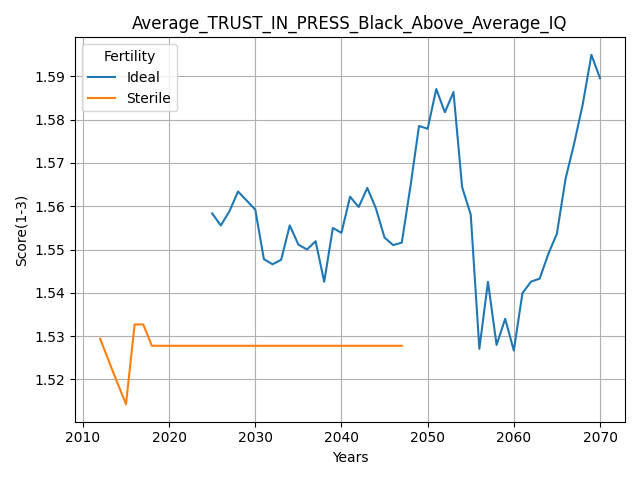 Average_TRUST_IN_PRESS_Black_Above_Average_IQ
Fertility
Ideal
Sterile
Score(1-3)
1.59
1.58
1.57
1.56
1.55
1.54
1.53
1.52
2010 2020 2030 2040 2050 2060 2070
Years